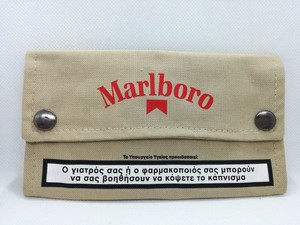 Marlboro
Το Υπουργείο Υγείας προειδοποιεί:
Ο γιατρός σας ή ο φαρμακοποιός σας μπορούν
να σας βοηθήσουν να κόψετε το κάπνισμα